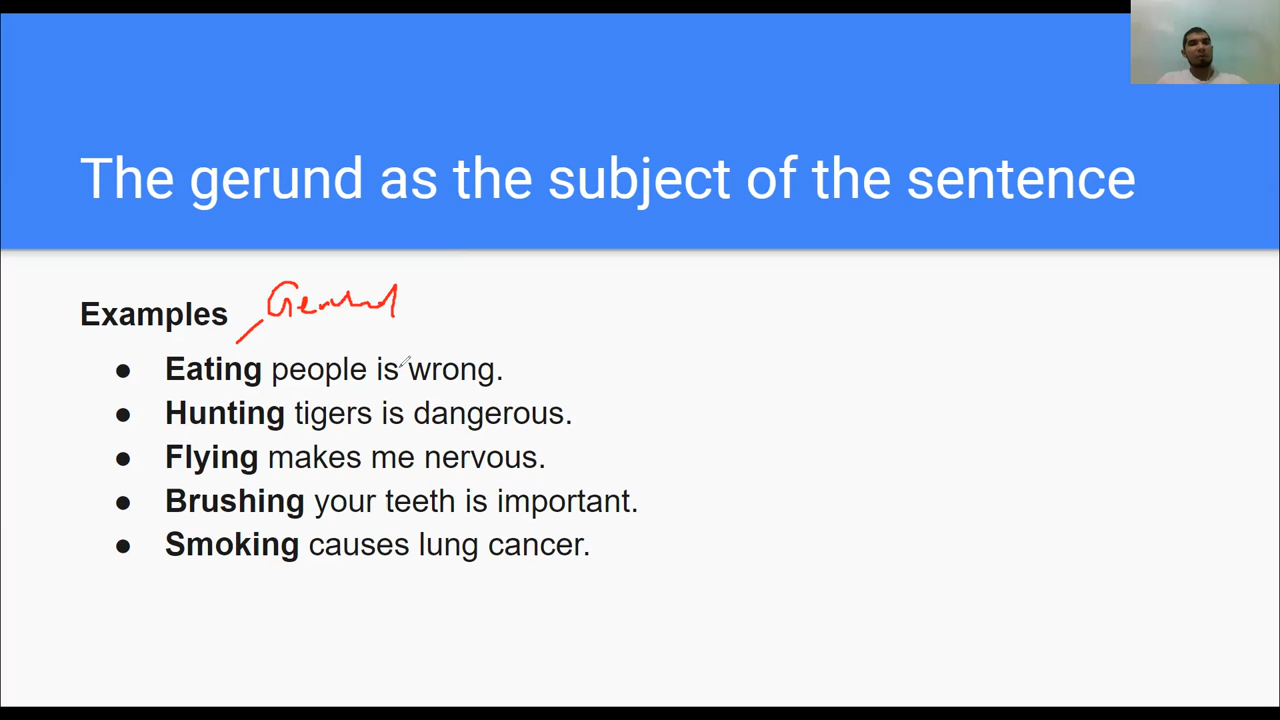 The gerund as the subject of the sentence
Gerund
Examples
● Eating people is wrong.
● Hunting tigers is dangerous.
● Flying makes me nervous.
● Brushing your teeth is important.
● Smoking causes lung cancer.